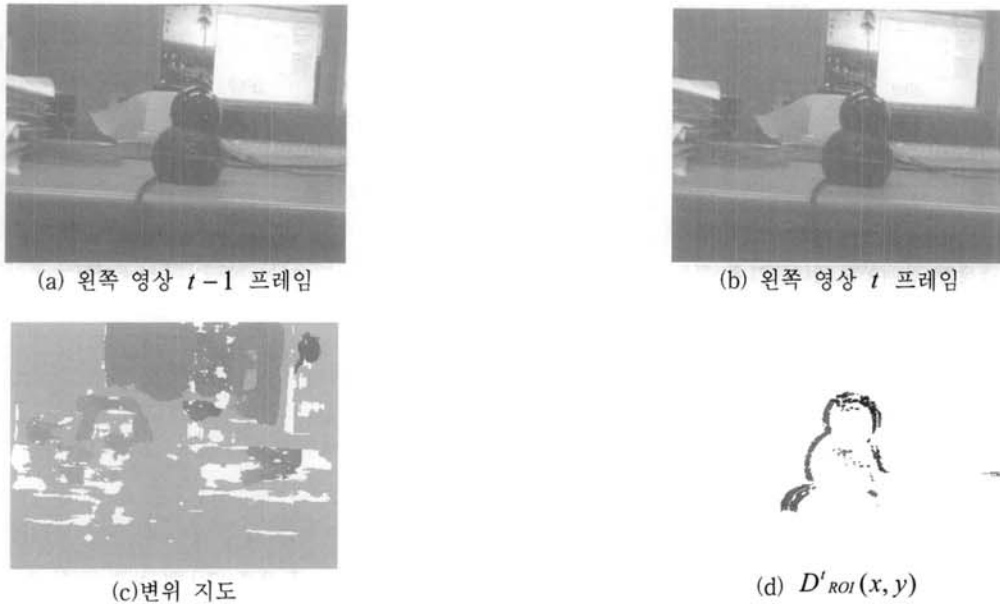 (a) 왼쪽 영상 t－1 프레임
(b) 왼쪽 영상 t 프레임
(c)변위 지도
(d) Dᵗ_ROI(x, y)